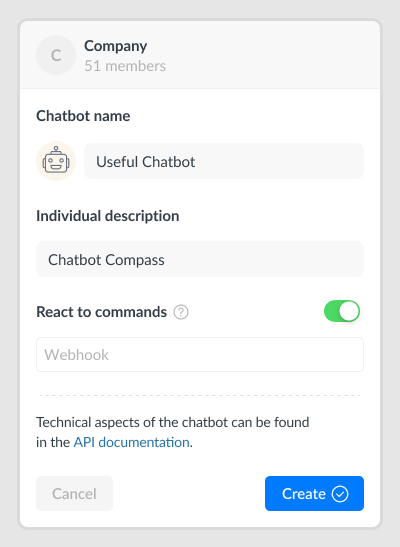 C
Company
51 members
Chatbot name
Useful Chatbot
Individual description
Chatbot Compass
React to commands ?
Webhook
Technical aspects of the chatbot can be found
in the API documentation.
Cancel
Create